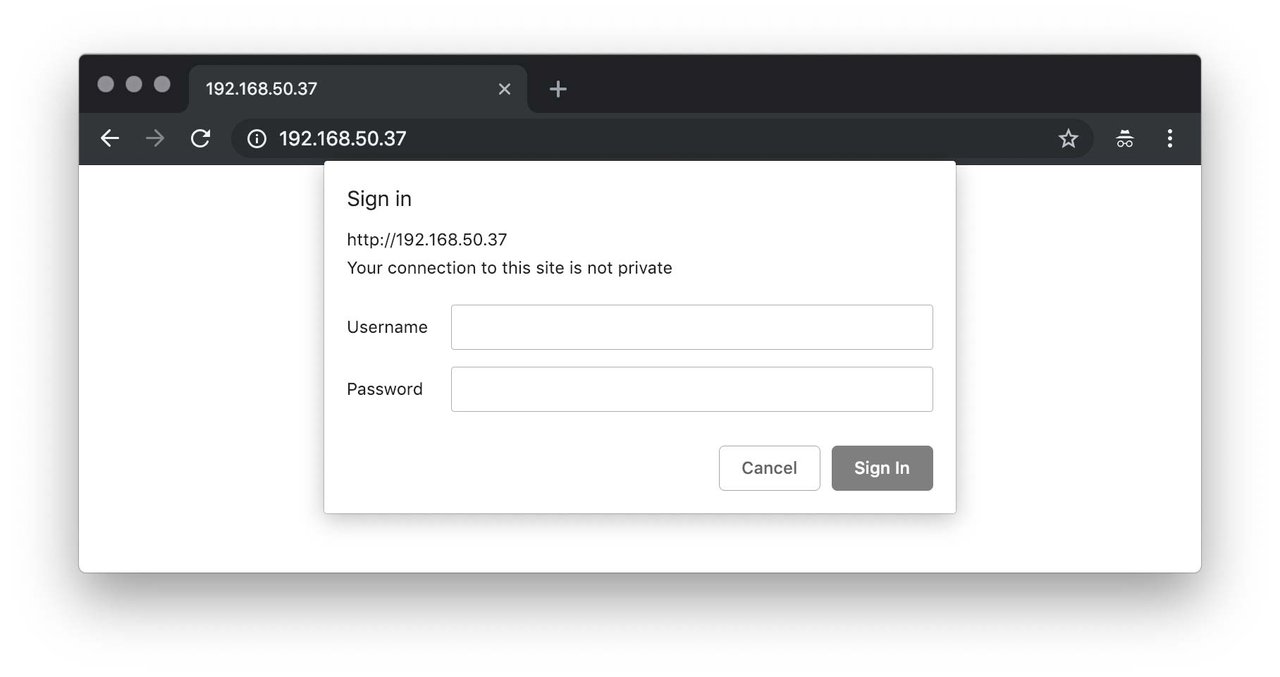 192.168.50.37
192.168.50.37
Sign in
http://192.168.50.37
Your connection to this site is not private
Username
Password
Cancel Sign In